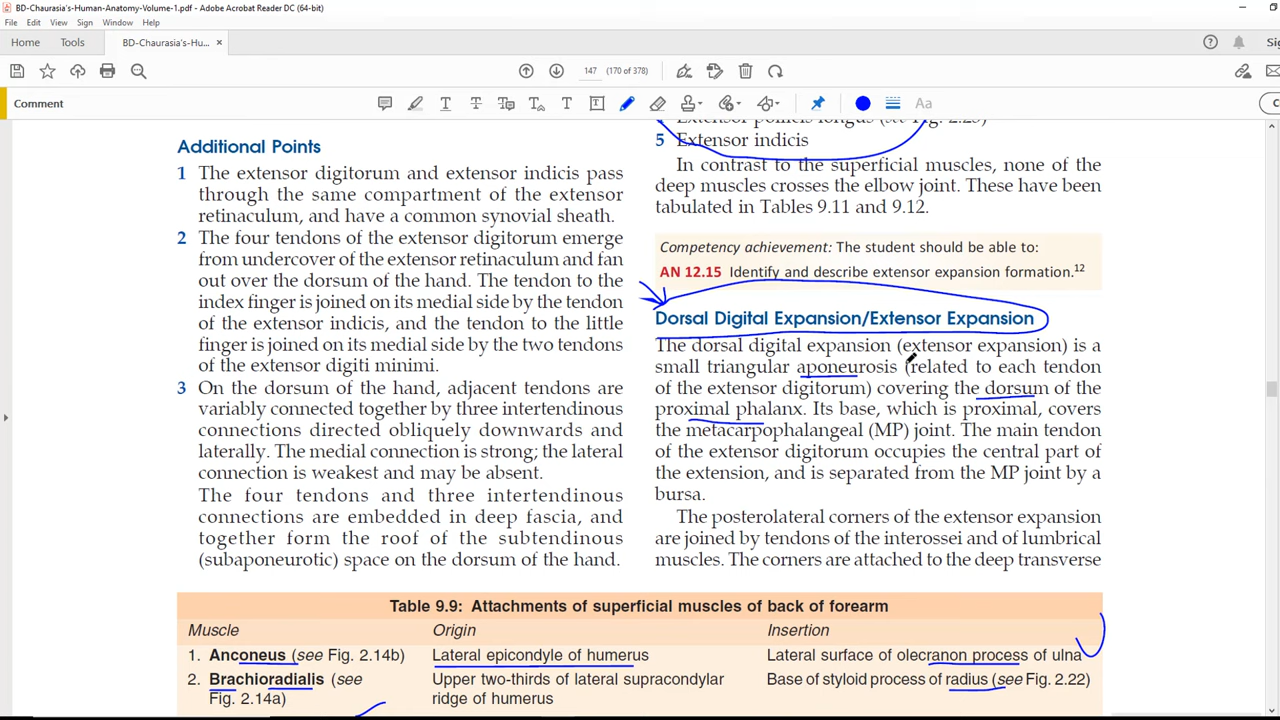 BD-Chaurasia's-Human-Anatomy-Volume-1.pdf - Adobe Acrobat Reader DC (64-bit)
File Edit View Sign Window Help
Home Tools BD-Chaurasia's-Hu... ×
147 (170 of 378)
Comment
Aa
Additional Points
1 The extensor digitorum and extensor indicis pass
through the same compartment of the extensor
retinaculum, and have a common synovial sheath.
2 The four tendons of the extensor digitorum emerge
from undercover of the extensor retinaculum and fan
out over the dorsum of the hand. The tendon to the
index finger is joined on its medial side by the tendon
of the extensor indicis, and the tendon to the little
finger is joined on its medial side by the two tendons
of the extensor digiti minimi.
3 On the dorsum of the hand, adjacent tendons are
variably connected together by three intertendinous
connections directed obliquely downwards and
laterally. The medial connection is strong; the lateral
connection is weakest and may be absent.
The four tendons and three intertendinous
connections are embedded in deep fascia, and
together form the roof of the subtendinous
(subaponeurotic) space on the dorsum of the hand.
4 Extensor pollicis longus (see Fig. 2.23)
5 Extensor indicis
In contrast to the superficial muscles, none of the
deep muscles crosses the elbow joint. These have been
tabulated in Tables 9.11 and 9.12.
Competency achievement: The student should be able to:
AN 12.15 Identify and describe extensor expansion formation.12
Dorsal Digital Expansion/Extensor Expansion
The dorsal digital expansion (extensor expansion) is a
small triangular aponeurosis (related to each tendon
of the extensor digitorum) covering the dorsum of the
proximal phalanx. Its base, which is proximal, covers
the metacarpophalangeal (MP) joint. The main tendon
of the extensor digitorum occupies the central part of
the extension, and is separated from the MP joint by a
bursa.
The posterolateral corners of the extensor expansion
are joined by tendons of the interossei and of lumbrical
muscles. The corners are attached to the deep transverse
Table 9.9: Attachments of superficial muscles of back of forearm
Muscle Origin Insertion
1. Anconeus (see Fig. 2.14b) Lateral epicondyle of humerus Lateral surface of olecranon process of ulna
2. Brachioradialis (see Upper two-thirds of lateral supracondylar Base of styloid process of radius (see Fig. 2.22)
Fig. 2.14a) ridge of humerus